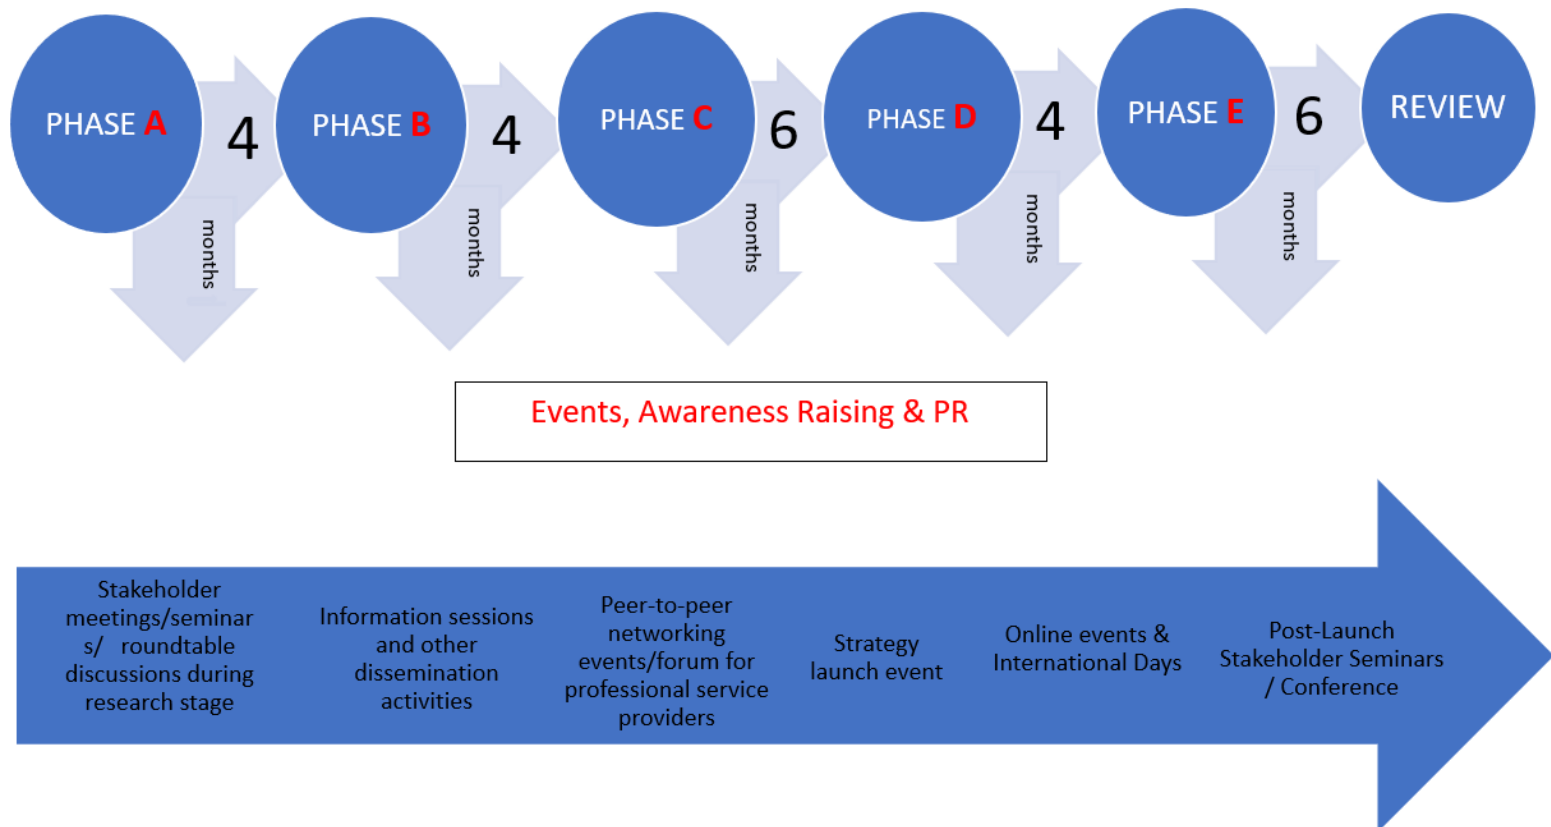 PHASE A
4
months
PHASE B
4
months
PHASE C
6
months
PHASE D
4
months
PHASE E
6
months
REVIEW
Events, Awareness Raising & PR
Stakeholder
meetings/seminar
s/ roundtable
discussions during
research stage
Information sessions
and other
dissemination
activities
Peer-to-peer
networking
events/forum for
professional service
providers
Strategy
launch event
Online events &
International Days
Post-Launch
Stakeholder Seminars
/ Conference